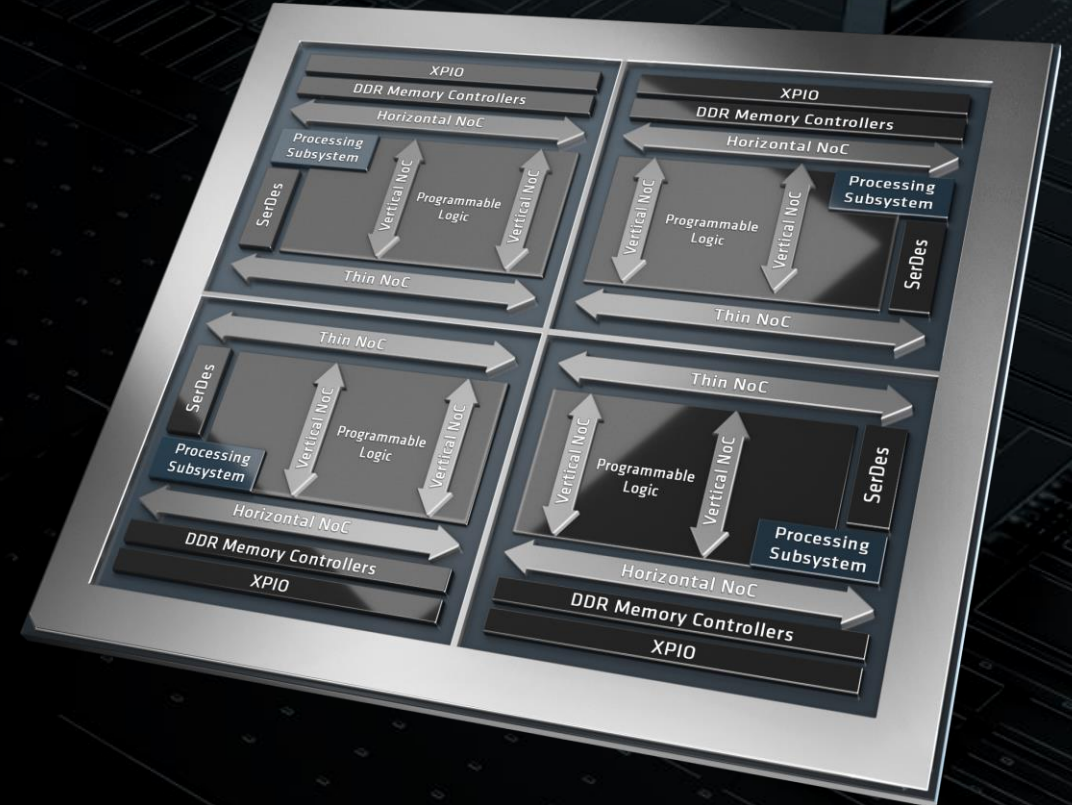 XPIO
DDR Memory Controllers
Horizontal NoC
Processing
Subsystem
SerDes
Vertical NoC
Programmable
Logic
Vertical NoC
Thin NoC
XPIO
DDR Memory Controllers
Horizontal NoC
Vertical NoC
Programmable
Logic
Vertical NoC
Processing
Subsystem
SerDes
Thin NoC
Thin NoC
SerDes
Processing
Subsystem
Vertical NoC
Programmable
Logic
Vertical NoC
Horizontal NoC
DDR Memory Controllers
XPIO
Thin NoC
Vertical NoC
Programmable
Logic
Vertical NoC
SerDes
Processing
Subsystem
Horizontal NoC
DDR Memory Controllers
XPIO